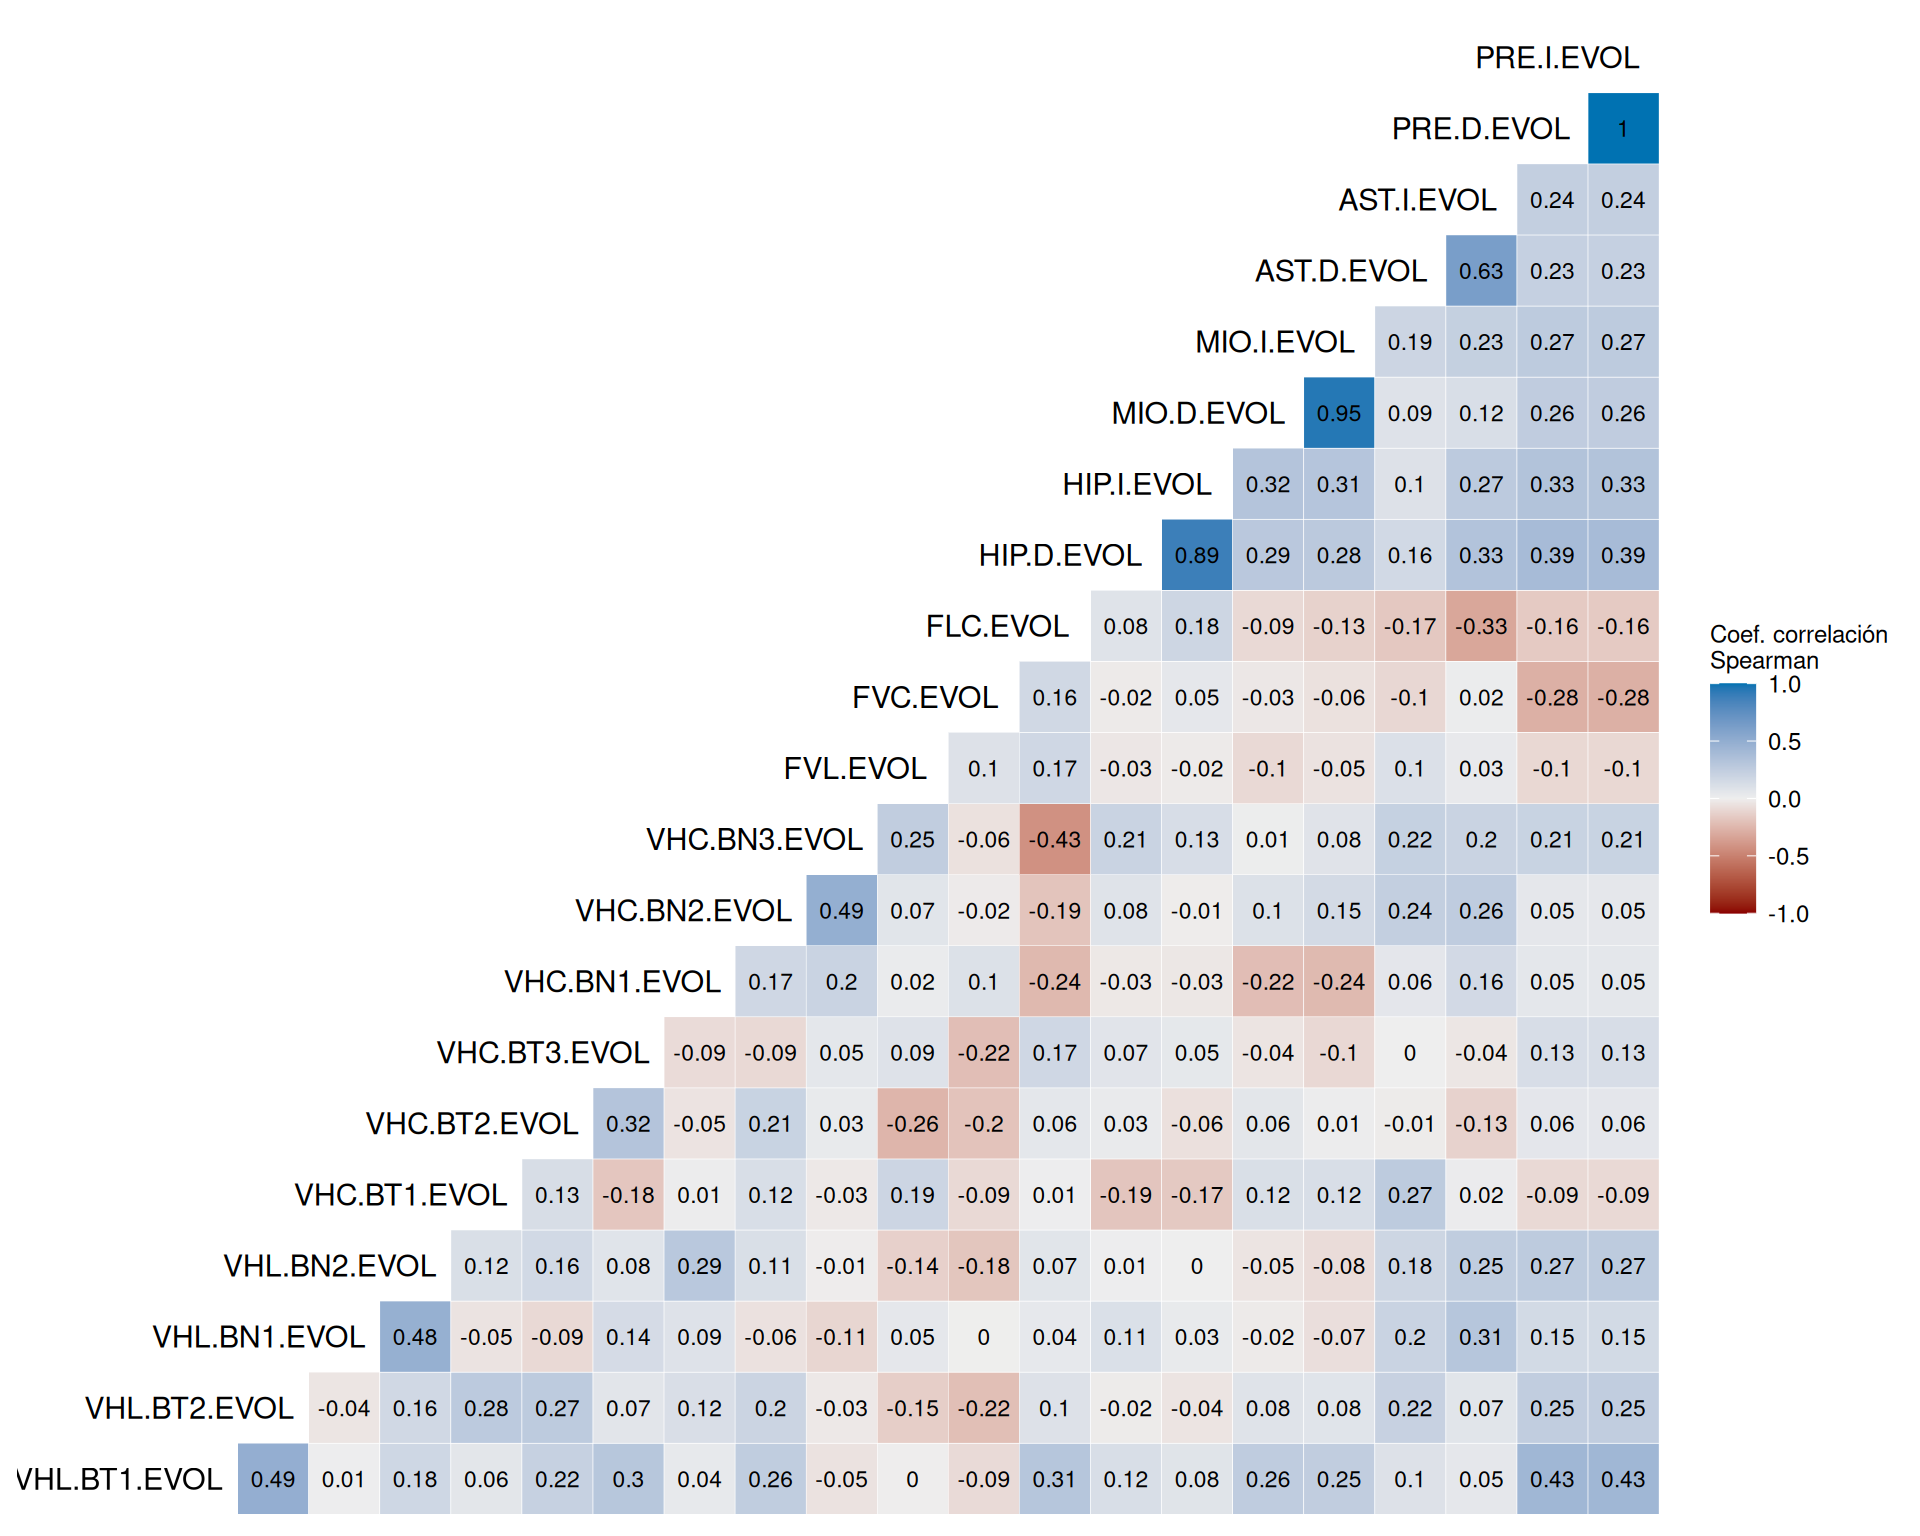 PRE.I.EVOL
PRE.D.EVOL 1
AST.I.EVOL 0.24 0.24
AST.D.EVOL 0.63 0.23 0.23
MIO.I.EVOL 0.19 0.23 0.27 0.27
MIO.D.EVOL 0.95 0.09 0.12 0.26 0.26
HIP.I.EVOL 0.32 0.31 0.1 0.27 0.33 0.33
HIP.D.EVOL 0.89 0.29 0.28 0.16 0.33 0.39 0.39
FLC.EVOL 0.08 0.18 -0.09 -0.13 -0.17 -0.33 -0.16 -0.16
FVC.EVOL 0.16 -0.02 0.05 -0.03 -0.06 -0.1 0.02 -0.28 -0.28
FVL.EVOL 0.1 0.17 -0.03 -0.02 -0.1 -0.05 0.1 0.03 -0.1 -0.1
VHC.BN3.EVOL 0.25 -0.06 -0.43 0.21 0.13 0.01 0.08 0.22 0.2 0.21 0.21
VHC.BN2.EVOL 0.49 0.07 -0.02 -0.19 0.08 -0.01 0.1 0.15 0.24 0.26 0.05 0.05
VHC.BN1.EVOL 0.17 0.2 0.02 0.1 -0.24 -0.03 -0.03 -0.22 -0.24 0.06 0.16 0.05 0.05
VHC.BT3.EVOL -0.09 -0.09 0.05 0.09 -0.22 0.17 0.07 0.05 -0.04 -0.1 0 -0.04 0.13 0.13
VHC.BT2.EVOL 0.32 -0.05 0.21 0.03 -0.26 -0.2 0.06 0.03 -0.06 0.06 0.01 -0.01 -0.13 0.06 0.06
VHC.BT1.EVOL 0.13 -0.18 0.01 0.12 -0.03 0.19 -0.09 0.01 -0.19 -0.17 0.12 0.12 0.27 0.02 -0.09 -0.09
VHL.BN2.EVOL 0.12 0.16 0.08 0.29 0.11 -0.01 -0.14 -0.18 0.07 0.01 0 -0.05 -0.08 0.18 0.25 0.27 0.27
VHL.BN1.EVOL 0.48 -0.05 -0.09 0.14 0.09 -0.06 -0.11 0.05 0 0.04 0.11 0.03 -0.02 -0.07 0.2 0.31 0.15 0.15
VHL.BT2.EVOL -0.04 0.16 0.28 0.27 0.07 0.12 0.2 -0.03 -0.15 -0.22 0.1 -0.02 -0.04 0.08 0.08 0.22 0.07 0.25 0.25
VHL.BT1.EVOL 0.49 0.01 0.18 0.06 0.22 0.3 0.04 0.26 -0.05 0 -0.09 0.31 0.12 0.08 0.26 0.25 0.1 0.05 0.43 0.43
Coef. correlación
Spearman
1.0
0.5
0.0
-0.5
-1.0